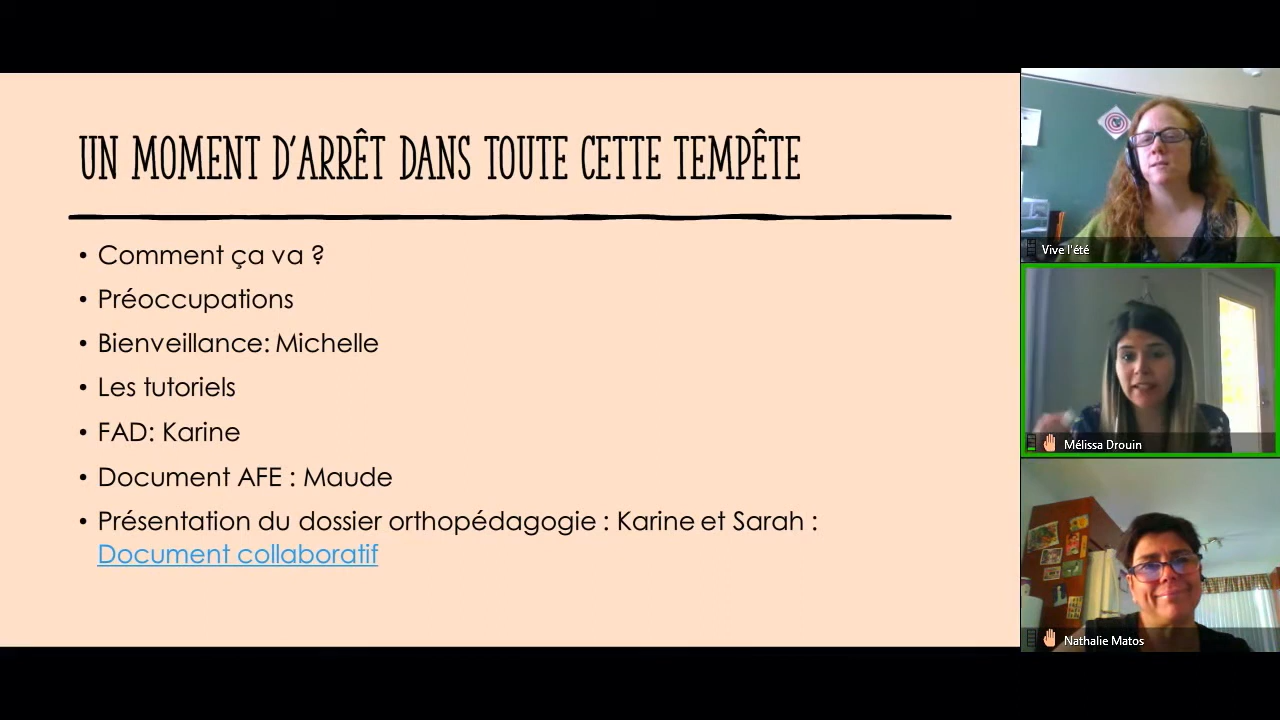 UN MOMENT D'ARRÊT DANS TOUTE CETTE TEMPÊTE
• Comment ça va ?
• Préoccupations
• Bienveillance: Michelle
• Les tutoriels
• FAD: Karine
• Document AFE : Maude
• Présentation du dossier orthopédagogie : Karine et Sarah :
Document collaboratif
Vive l'été
Mélissa Drouin
Nathalie Matos